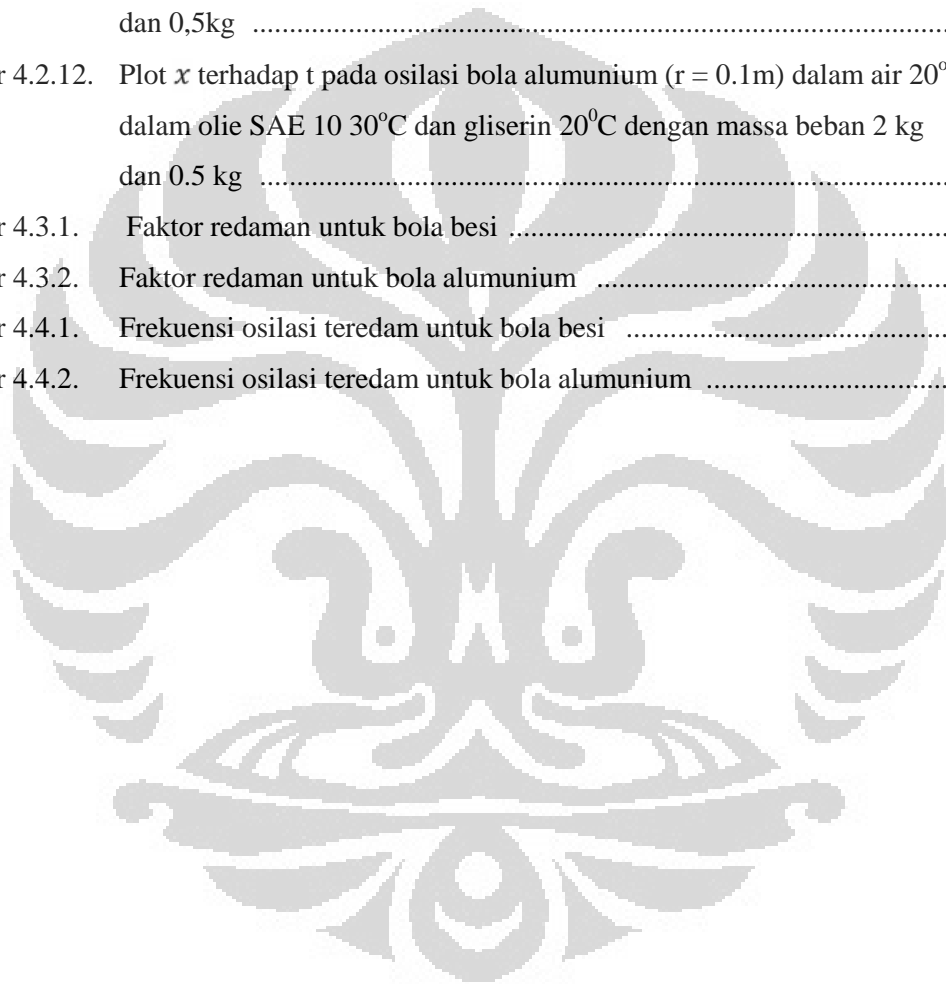 dan 0,5kg ........................................................................................
r 4.2.12. Plot x terhadap t pada osilasi bola alumunium (r = 0.1m) dalam air 20°
dalam olie SAE 10 30°C dan gliserin 20⁰C dengan massa beban 2 kg
dan 0.5 kg .......................................................................................
r 4.3.1. Faktor redaman untuk bola besi .......................................................
r 4.3.2. Faktor redaman untuk bola alumunium ............................................
r 4.4.1. Frekuensi osilasi teredam untuk bola besi ........................................
r 4.4.2. Frekuensi osilasi teredam untuk bola alumunium ..............................